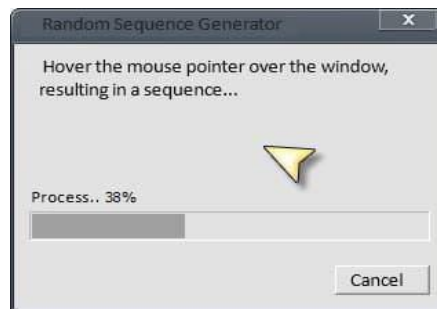 Random Sequence Generator
X
Hover the mouse pointer over the window,
resulting in a sequence...
Process.. 38%
Cancel